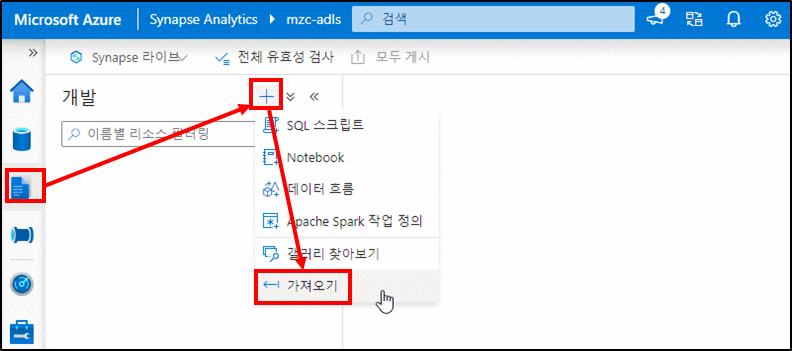 Microsoft Azure Synapse Analytics mzc-adls 검색 4
Synapse 라이브 전체 유효성 검사 모두 게시
개발
이름별 리소스 필터링
SQL 스크립트
Notebook
데이터 흐름
Apache Spark 작업 정의
갤러리 찾아보기
가져오기